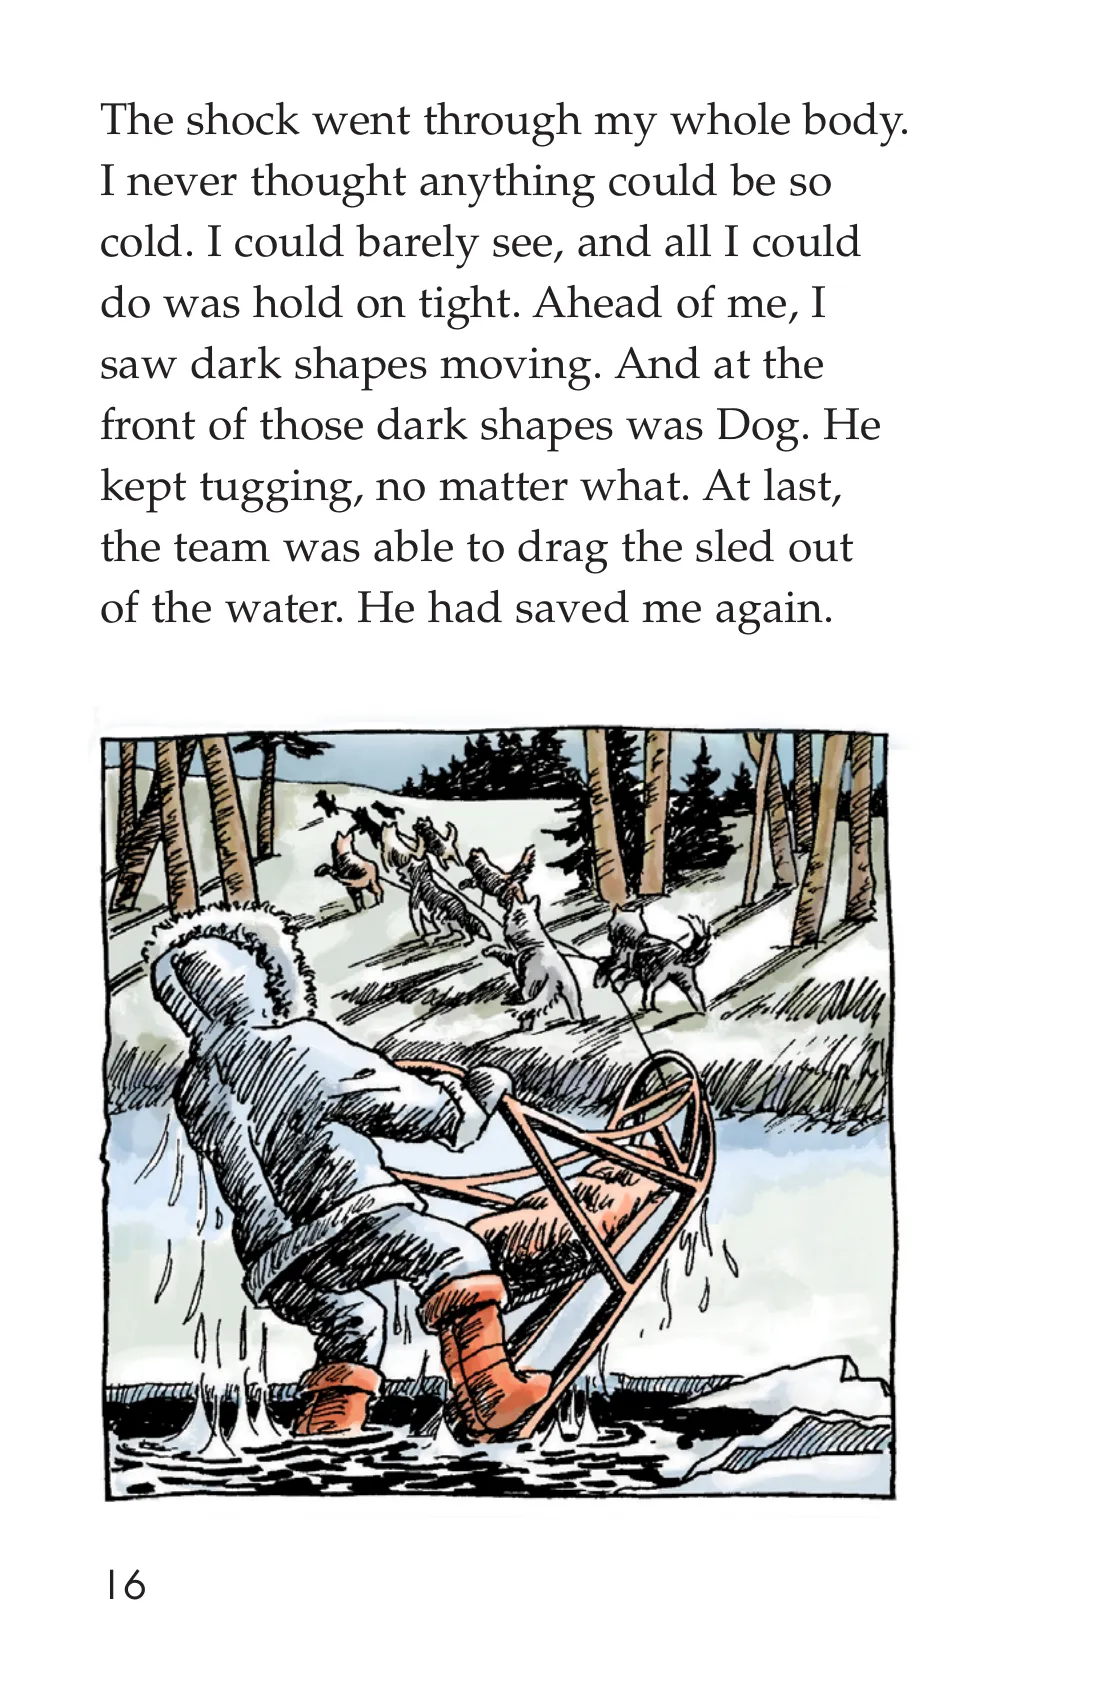 The shock went through my whole body.
I never thought anything could be so
cold. I could barely see, and all I could
do was hold on tight. Ahead of me, I
saw dark shapes moving. And at the
front of those dark shapes was Dog. He
kept tugging, no matter what. At last,
the team was able to drag the sled out
of the water. He had saved me again.
16